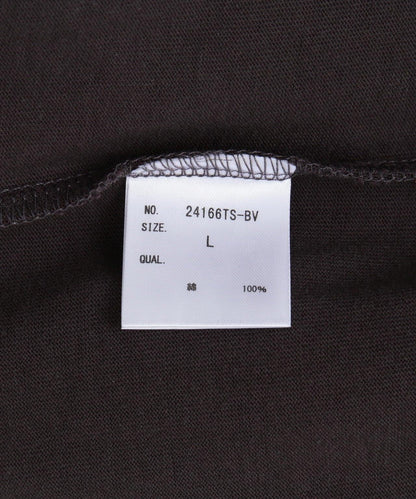 NO. 24166TS-BV
SIZE.
L
QUAL.
綿 100%